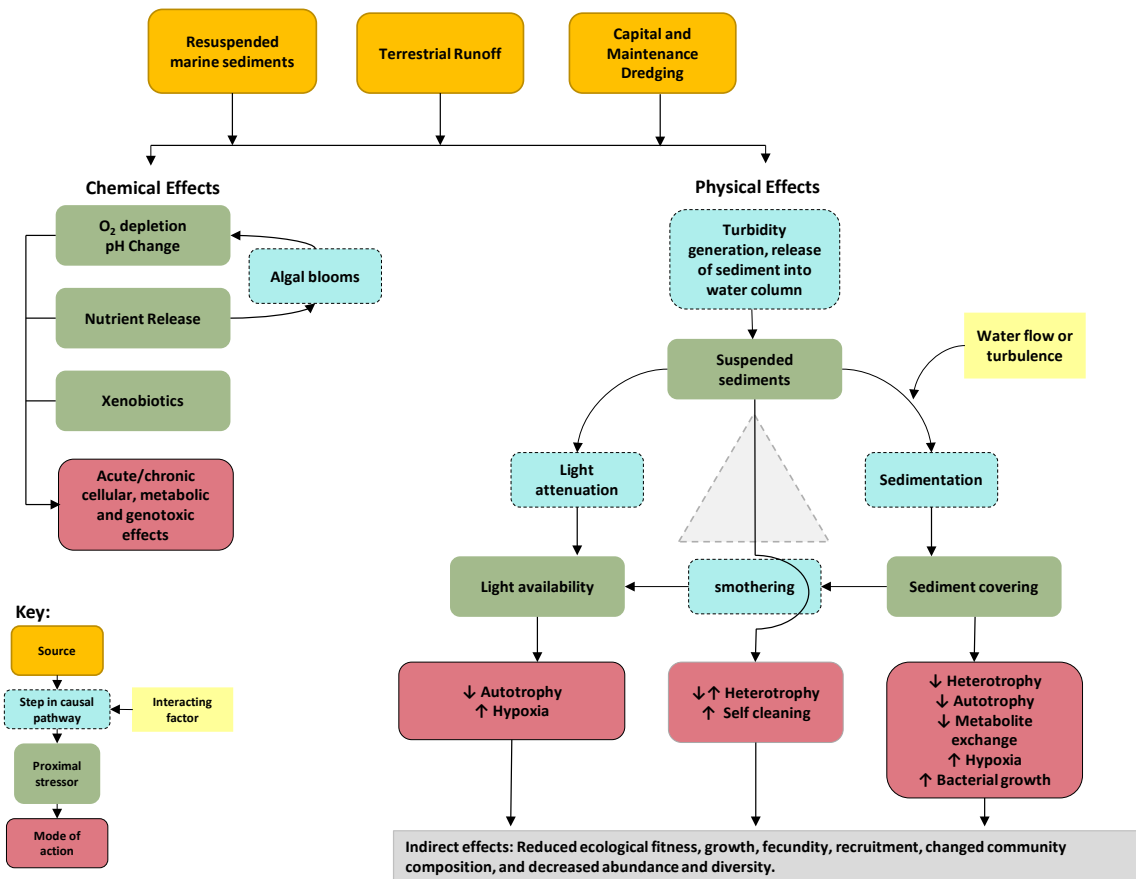 Resuspended
marine sediments
Terrestrial Runoff
Capital and
Maintenance
Dredging
Chemical Effects
Physical Effects
O₂ depletion
pH Change
Algal blooms
Nutrient Release
Xenobiotics
Acute/chronic
cellular, metabolic
and genotoxic
effects
Turbidity
generation, release
of sediment into
water column
Suspended
sediments
Water flow or
turbulence
Light
attenuation
Sedimentation
Light availability
smothering
Sediment covering
↓ Autotrophy
↑ Hypoxia
↓↑ Heterotrophy
↑ Self cleaning
↓ Heterotrophy
↓ Autotrophy
↓ Metabolite
exchange
↑ Hypoxia
↑ Bacterial growth
Indirect effects: Reduced ecological fitness, growth, fecundity, recruitment, changed community
composition, and decreased abundance and diversity.
Key:
Source
Step in causal
pathway
Interacting
factor
Proximal
stressor
Mode of
action